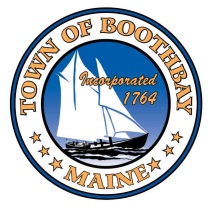 TOWN OF BOOTHBAY
Incorporated
1764
MAINE